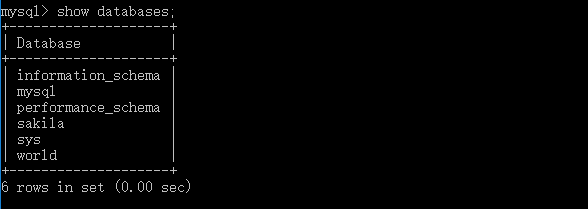 mysql> show databases;
+--------------------+
| Database           |
+--------------------+
| information_schema |
| mysql              |
| performance_schema |
| sakila             |
| sys                |
| world              |
+--------------------+
6 rows in set (0.00 sec)